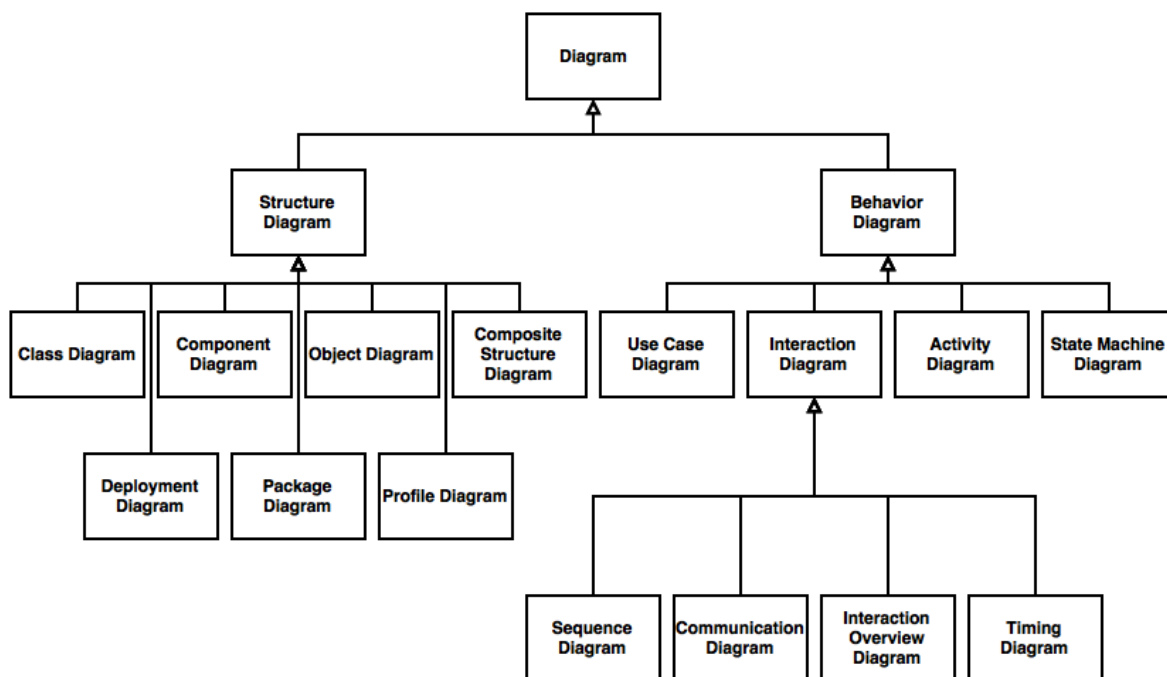 Diagram
Structure
Diagram
Behavior
Diagram
Class Diagram
Component
Diagram
Object Diagram
Composite
Structure
Diagram
Use Case
Diagram
Interaction
Diagram
Activity
Diagram
State Machine
Diagram
Deployment
Diagram
Package
Diagram
Profile Diagram
Sequence
Diagram
Communication
Diagram
Interaction
Overview
Diagram
Timing
Diagram